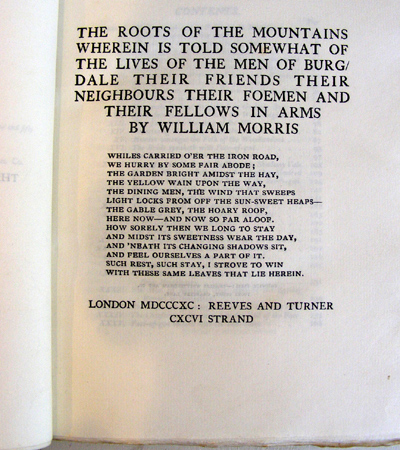 THE ROOTS OF THE MOUNTAINS
WHEREIN IS TOLD SOMEWHAT OF
THE LIVES OF THE MEN OF BURG/
DALE THEIR FRIENDS THEIR
NEIGHBOURS THEIR FOEMEN AND
THEIR FELLOWS IN ARMS
BY WILLIAM MORRIS
WHILES CARRIED O'ER THE IRON ROAD,
WE HURRY BY SOME FAIR ABODE;
THE GARDEN BRIGHT AMIDST THE HAY,
THE YELLOW WAIN UPON THE WAY,
THE DINING MEN, THE WIND THAT SWEEPS
LIGHT LOCKS FROM OFF THE SUN-SWEET HEAPS—
THE GABLE GREY, THE HOARY ROOF,
HERE NOW—AND NOW SO FAR ALOOF.
HOW SORELY THEN WE LONG TO STAY
AND MIDST ITS SWEETNESS WEAR THE DAY,
AND 'NEATH ITS CHANGING SHADOWS SIT,
AND FEEL OURSELVES A PART OF IT.
SUCH REST, SUCH STAY, I STROVE TO WIN
WITH THESE SAME LEAVES THAT LIE HEREIN.
LONDON MDCCCXC: REEVES AND TURNER
CXCVI STRAND